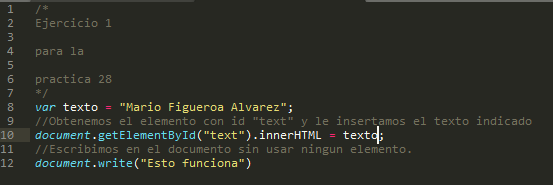 1 /*
2 Ejercicio 1
3
4 para la
5
6 practica 28
7 */
8 var texto = "Mario Figueroa Alvarez";
9 //Obtenemos el elemento con id "text" y le insertamos el texto indicado
10 document.getElementById("text").innerHTML = texto;
11 //Escribimos en el documento sin usar ningun elemento.
12 document.write("Esto funciona")